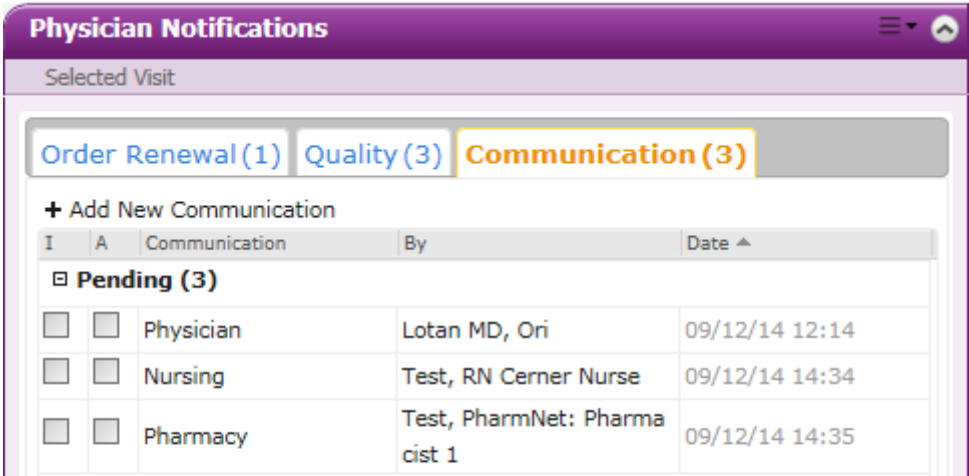 Physician Notifications
Selected Visit
Order Renewal (1) Quality (3) Communication (3)
+ Add New Communication
I A Communication By Date
Pending (3)
Physician Lotan MD, Ori 09/12/14 12:14
Nursing Test, RN Cerner Nurse 09/12/14 14:34
Pharmacy Test, PharmNet: Pharma 09/12/14 14:35
cist 1